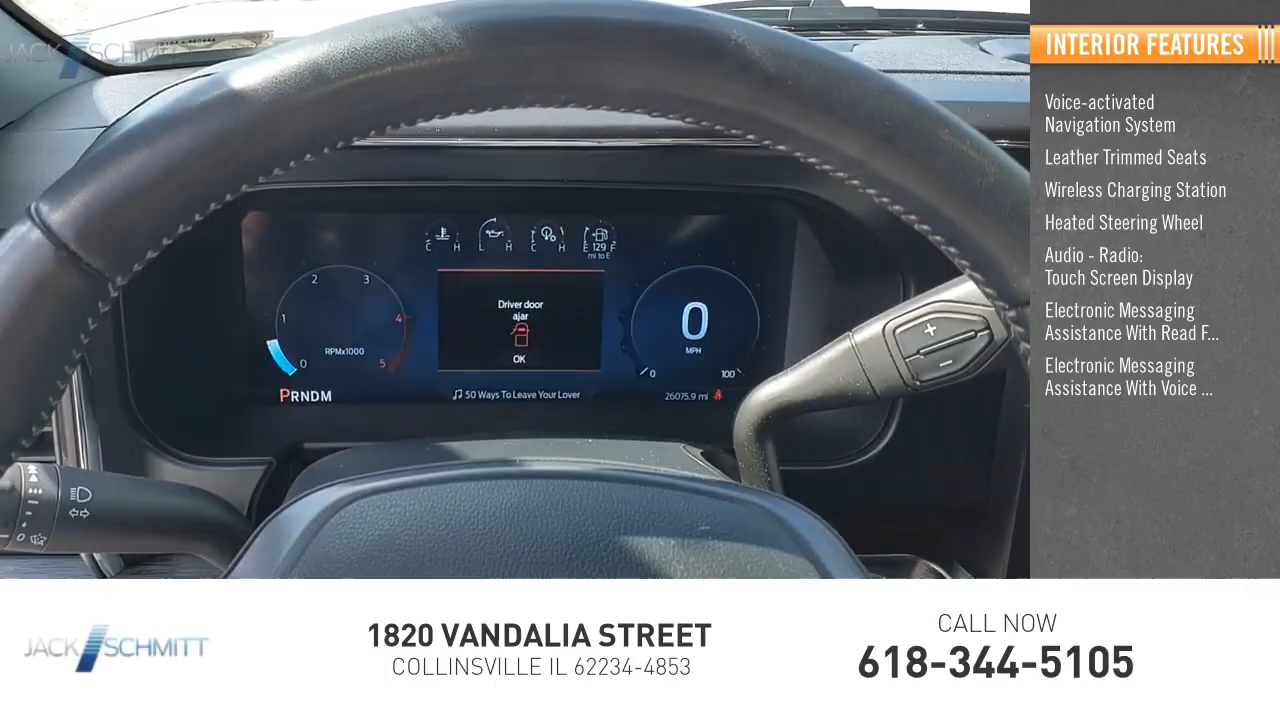 JACK SCHMITT
C H
L H
C H
E 129 F
mi to E
Driver door
ajar
OK
0 1 2 3 4 5
RPMx1000
0
MPH
0 100
PRNDM
50 Ways To Leave Your Lover
26075.9 mi
+
−
0
INTERIOR FEATURES
Voice-activated
Navigation System
Leather Trimmed Seats
Wireless Charging Station
Heated Steering Wheel
Audio - Radio:
Touch Screen Display
Electronic Messaging
Assistance With Read F...
Electronic Messaging
Assistance With Voice ...
JACK SCHMITT
1820 VANDALIA STREET
COLLINSVILLE IL 62234-4853
CALL NOW
618-344-5105